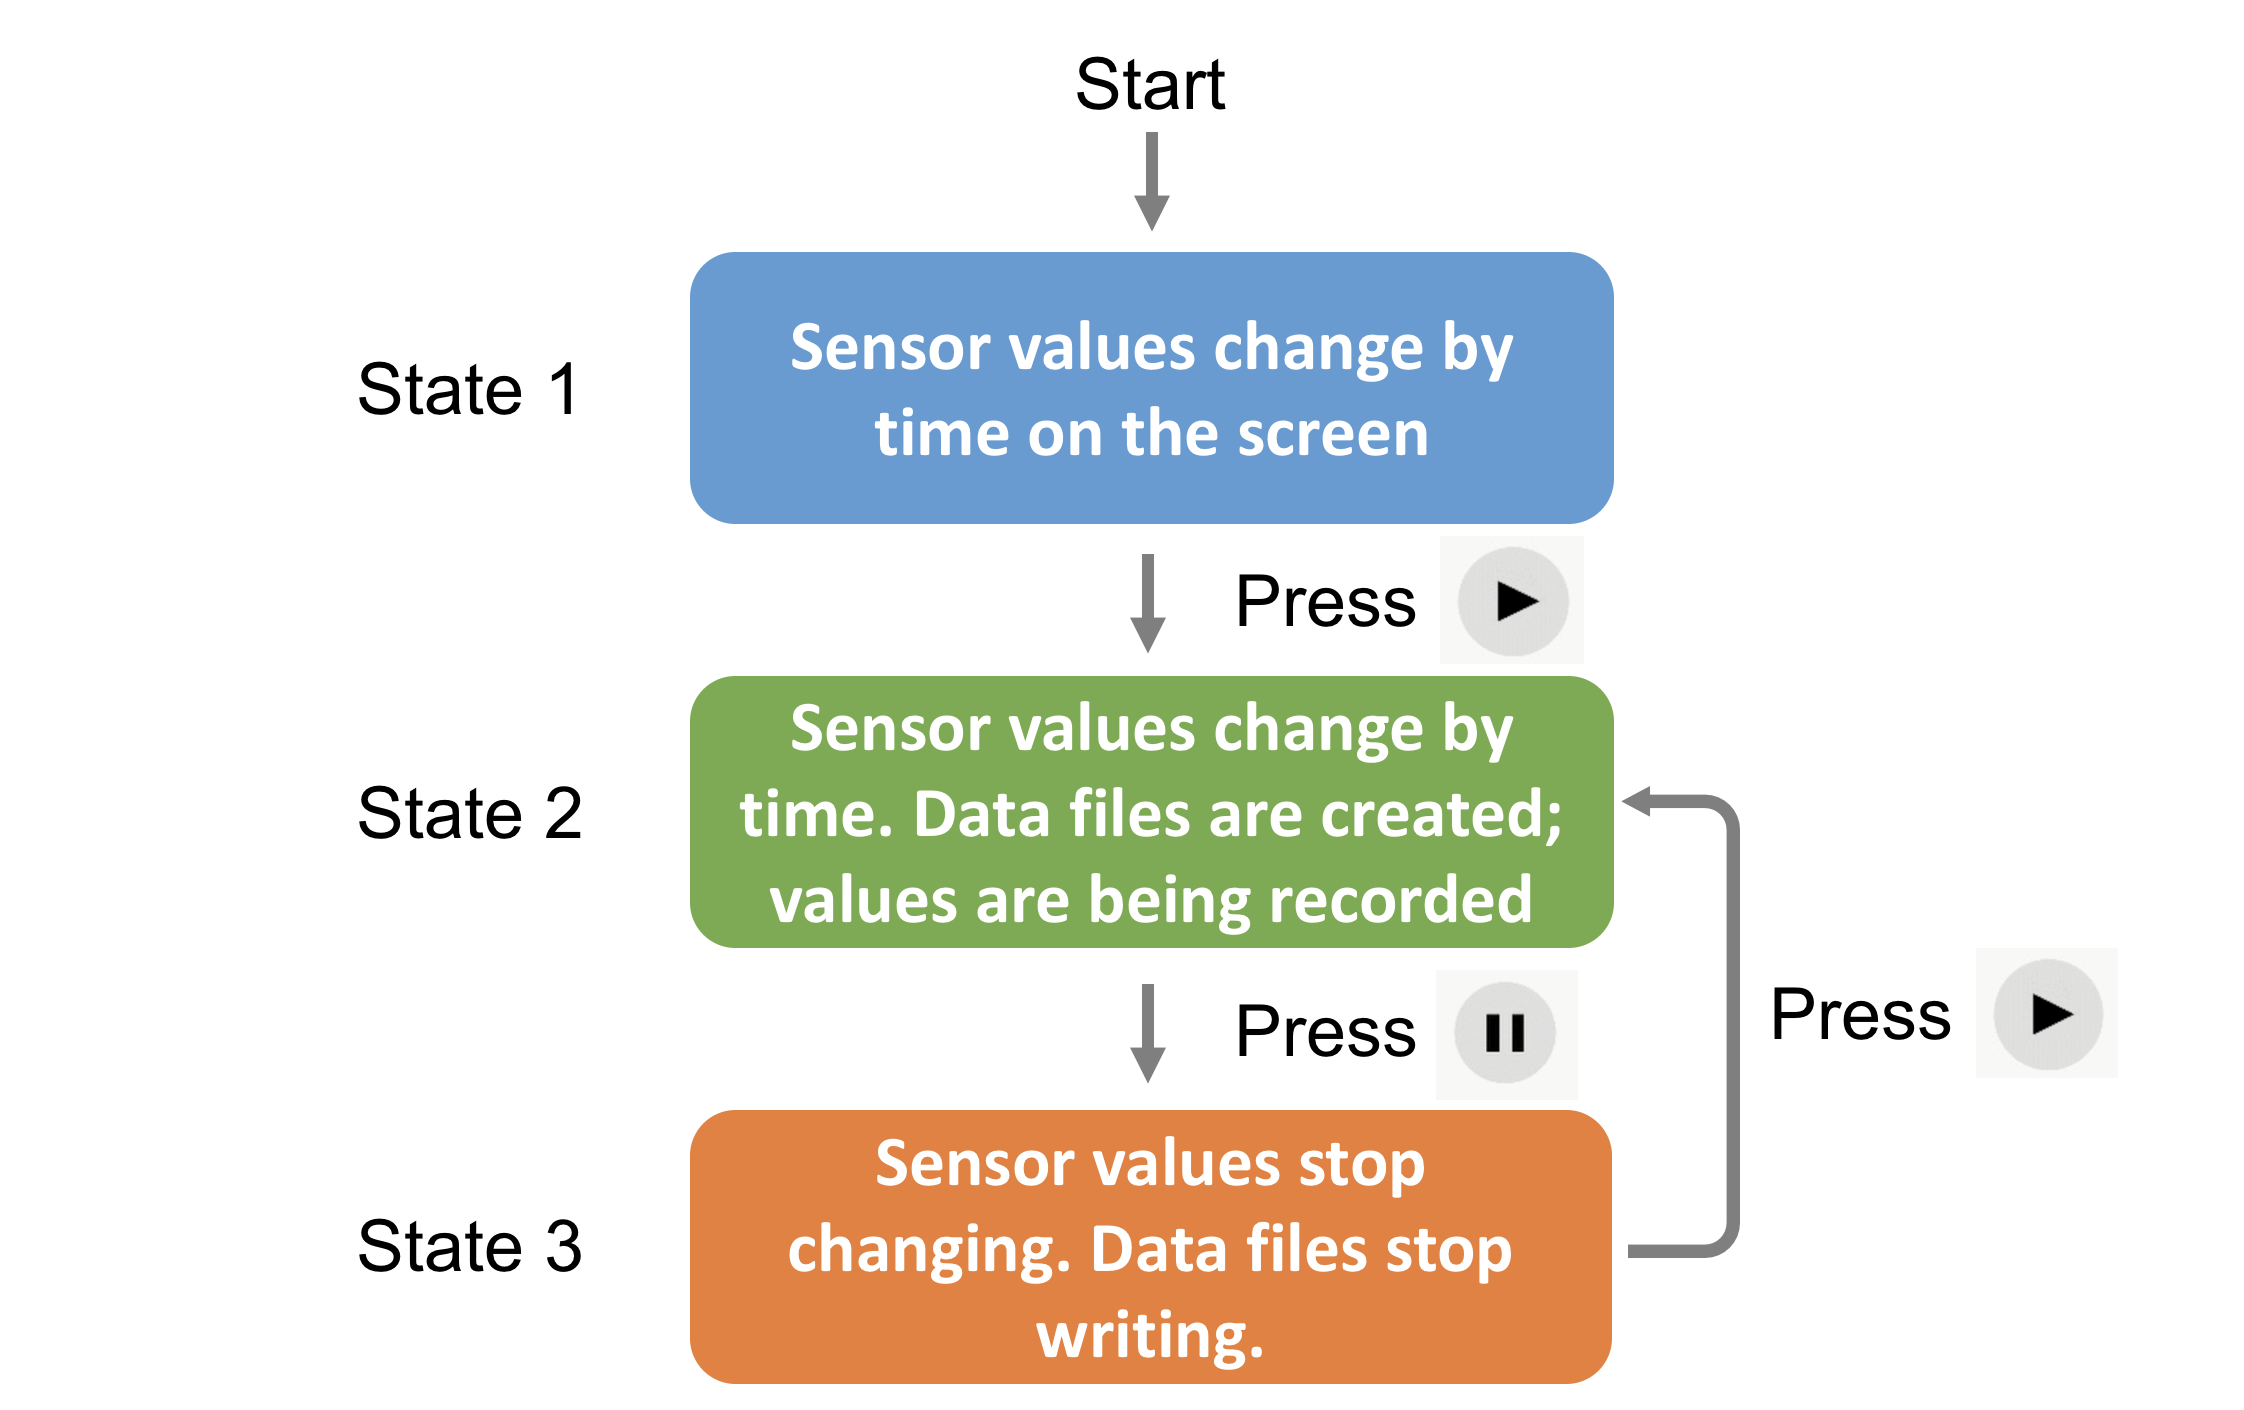 Start
State 1
Sensor values change by
time on the screen
Press
State 2
Sensor values change by
time. Data files are created;
values are being recorded
Press
Press
State 3
Sensor values stop
changing. Data files stop
writing.